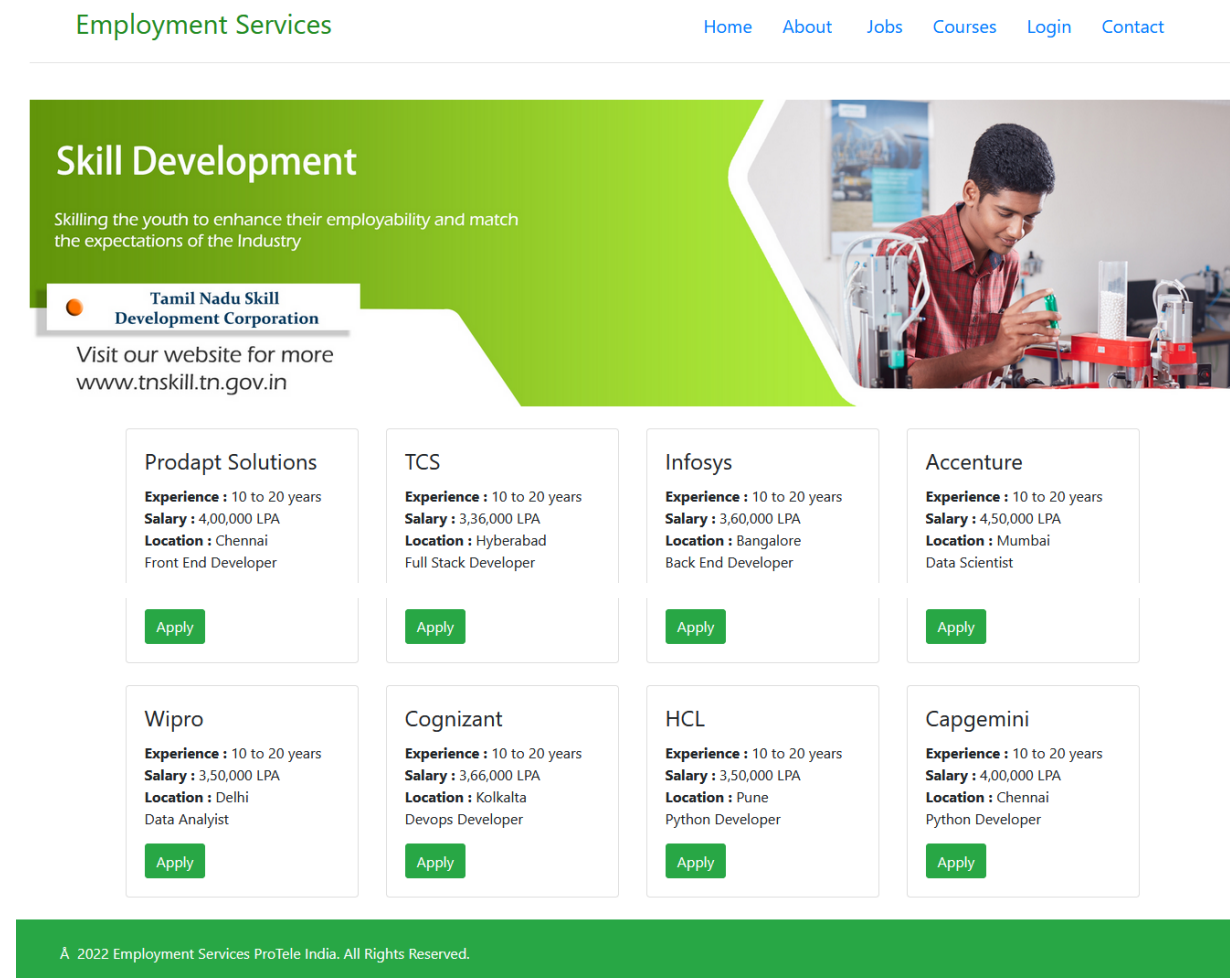 Employment Services
Home About Jobs Courses Login Contact
Skill Development
Skilling the youth to enhance their employability and match
the expectations of the Industry
Tamil Nadu Skill
Development Corporation
Visit our website for more
www.tnskill.tn.gov.in
Prodapt Solutions
Experience : 10 to 20 years
Salary : 4,00,000 LPA
Location : Chennai
Front End Developer
Apply
TCS
Experience : 10 to 20 years
Salary : 3,36,000 LPA
Location : Hyberabad
Full Stack Developer
Apply
Infosys
Experience : 10 to 20 years
Salary : 3,60,000 LPA
Location : Bangalore
Back End Developer
Apply
Accenture
Experience : 10 to 20 years
Salary : 4,50,000 LPA
Location : Mumbai
Data Scientist
Apply
Wipro
Experience : 10 to 20 years
Salary : 3,50,000 LPA
Location : Delhi
Data Analyist
Apply
Cognizant
Experience : 10 to 20 years
Salary : 3,66,000 LPA
Location : Kolkalta
Devops Developer
Apply
HCL
Experience : 10 to 20 years
Salary : 3,50,000 LPA
Location : Pune
Python Developer
Apply
Capgemini
Experience : 10 to 20 years
Salary : 4,00,000 LPA
Location : Chennai
Python Developer
Apply
Â 2022 Employment Services ProTele India. All Rights Reserved.